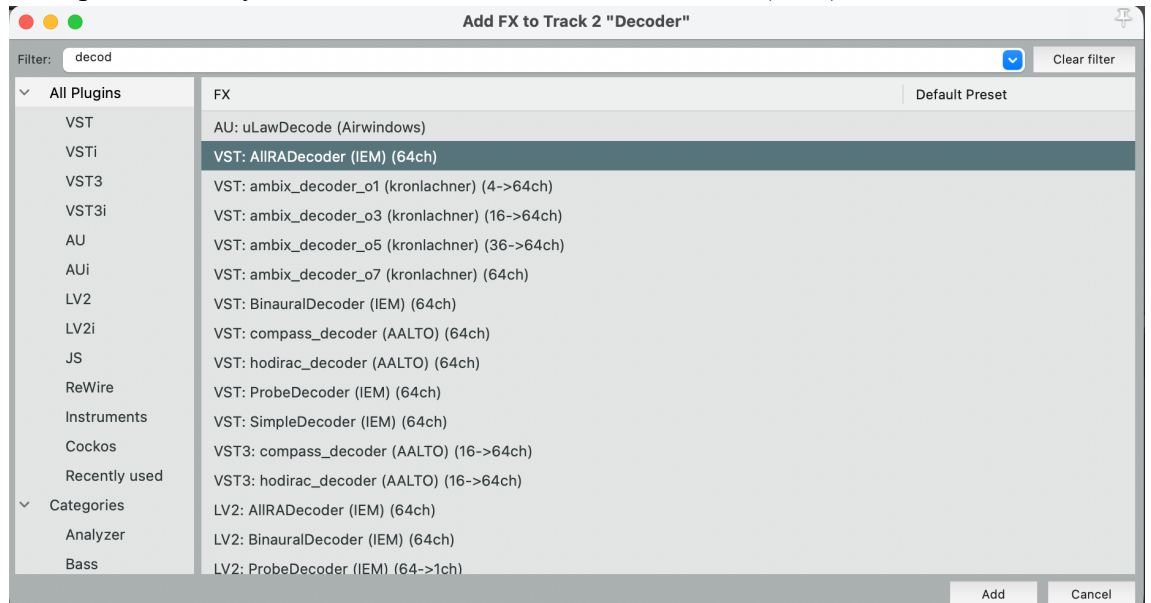 Add FX to Track 2 "Decoder"
Filter: decod Clear filter
All Plugins
VST
VSTi
VST3
VST3i
AU
AUi
LV2
LV2i
JS
ReWire
Instruments
Cockos
Recently used
Categories
Analyzer
Bass
FX Default Preset
AU: uLawDecode (Airwindows)
VST: AllRADecoder (IEM) (64ch)
VST: ambix_decoder_o1 (kronlachner) (4->64ch)
VST: ambix_decoder_o3 (kronlachner) (16->64ch)
VST: ambix_decoder_o5 (kronlachner) (36->64ch)
VST: ambix_decoder_o7 (kronlachner) (64ch)
VST: BinauralDecoder (IEM) (64ch)
VST: compass_decoder (AALTO) (64ch)
VST: hodirac_decoder (AALTO) (64ch)
VST: ProbeDecoder (IEM) (64ch)
VST: SimpleDecoder (IEM) (64ch)
VST3: compass_decoder (AALTO) (16->64ch)
VST3: hodirac_decoder (AALTO) (16->64ch)
LV2: AllRADecoder (IEM) (64ch)
LV2: BinauralDecoder (IEM) (64ch)
LV2: ProbeDecoder (IEM) (64->1ch)
Add Cancel